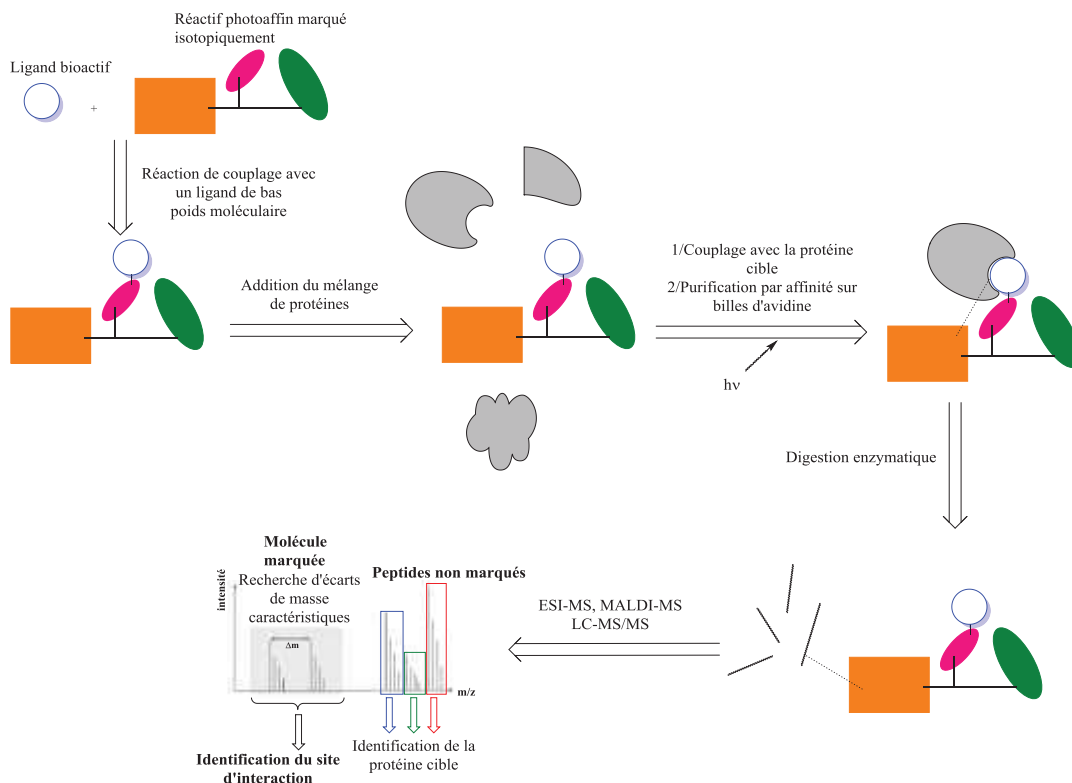 Réactif photoaffin marqué
isotopiquement
Ligand bioactif
+
Réaction de couplage avec
un ligand de bas
poids moléculaire
Addition du mélange
de protéines
1/Couplage avec la protéine
cible
2/Purification par affinité sur
billes d'avidine
hν
Digestion enzymatique
ESI-MS, MALDI-MS
LC-MS/MS
Molécule
marquée
Recherche d'écarts
de masse
caractéristiques
Peptides non marqués
intensité
Δm
m/z
Identification du site
d'interaction
Identification de la
protéine cible